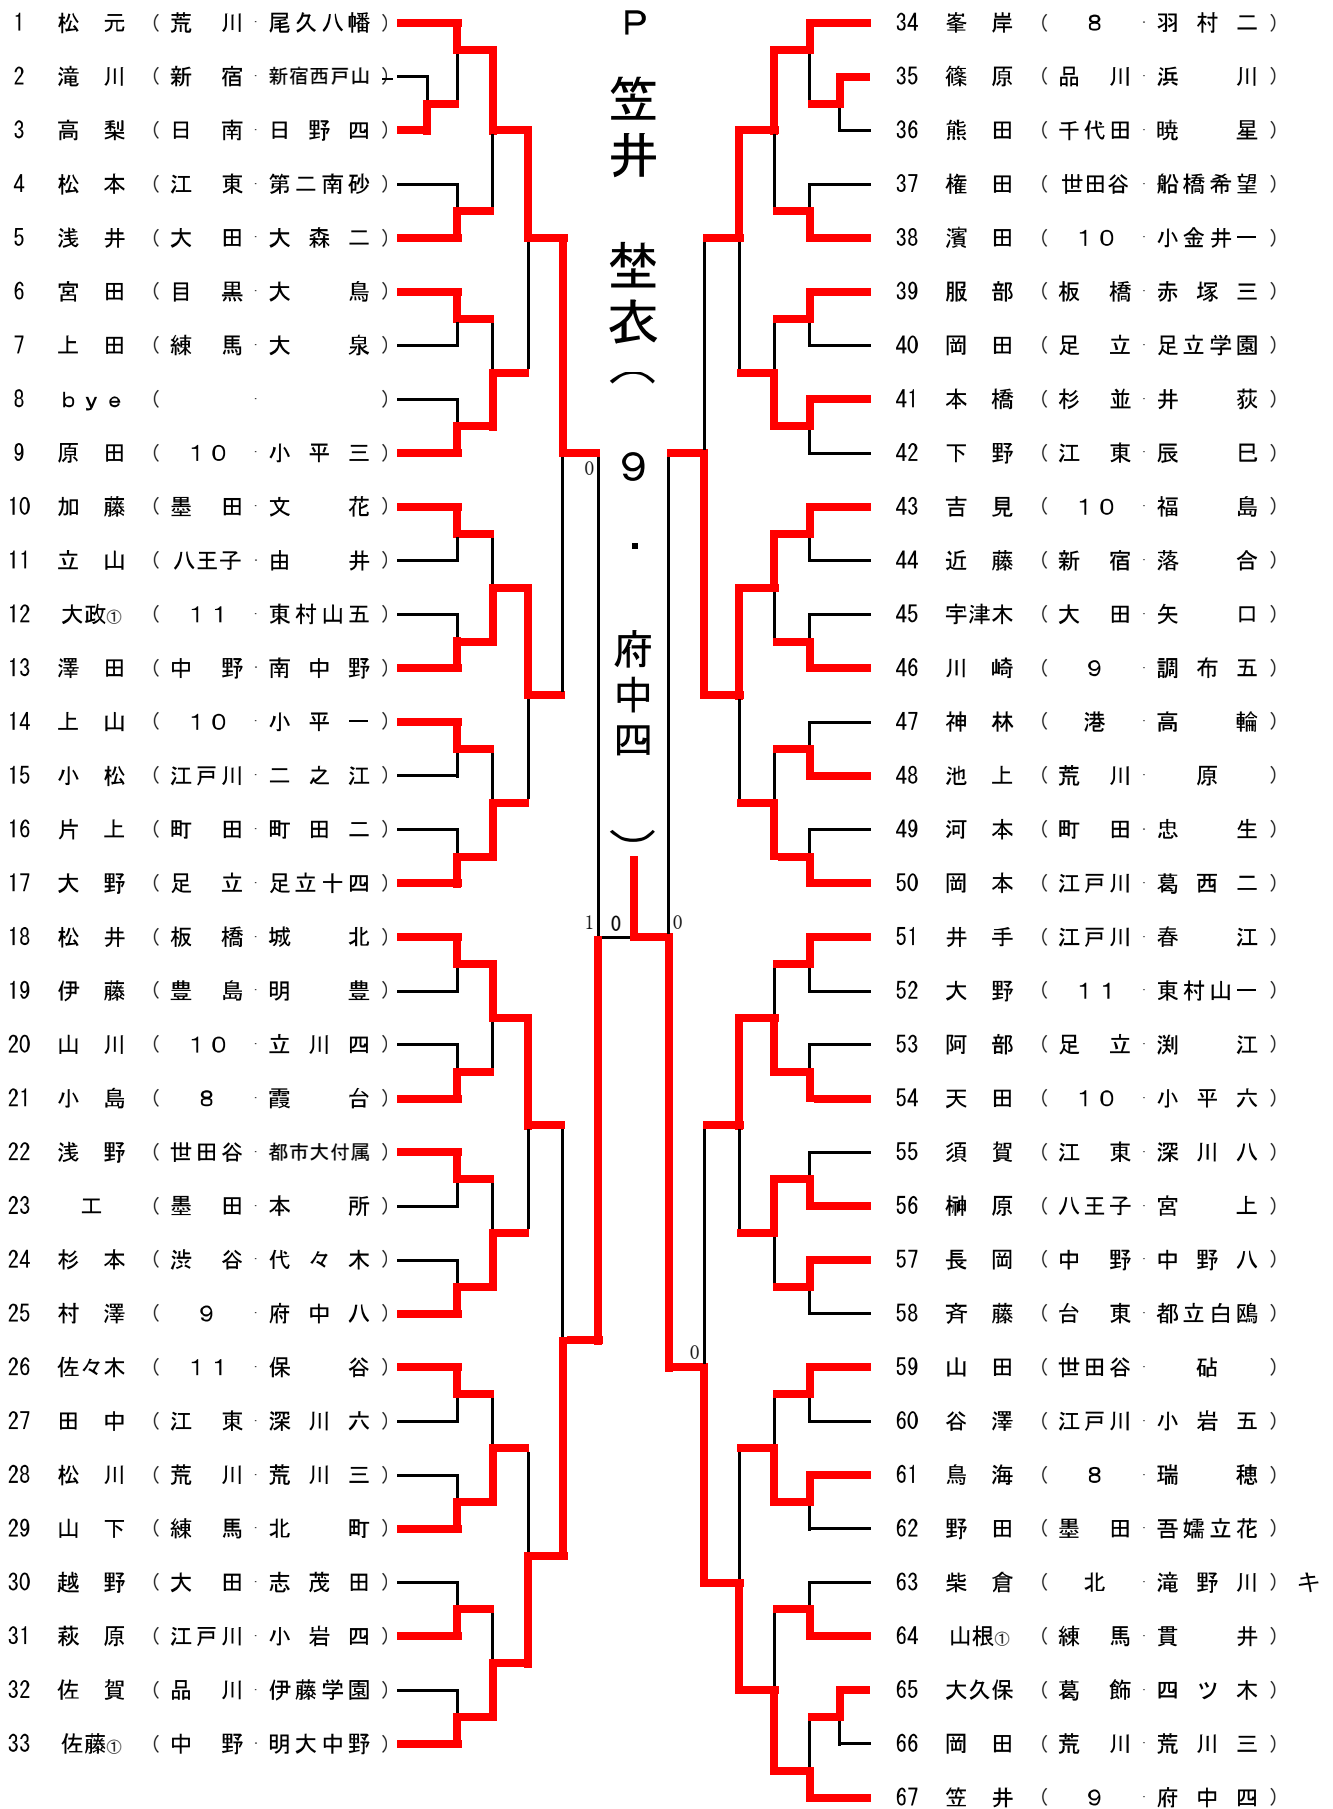 1 松元 （荒川・尾久八幡）
2 滝川 （新宿・新宿西戸山）
3 高梨 （日南・日野四）
4 松本 （江東・第二南砂）
5 浅井 （大田・大森二）
6 宮田 （目黒・大鳥）
7 上田 （練馬・大泉）
8 ｂｙｅ （・）
9 原田 （１０・小平三）
10 加藤 （墨田・文花）
11 立山 （八王子・由井）
12 大政① （１１・東村山五）
13 澤田 （中野・南中野）
14 上山 （１０・小平一）
15 小松 （江戸川・二之江）
16 片上 （町田・町田二）
17 大野 （足立・足立十四）
18 松井 （板橋・城北）
19 伊藤 （豊島・明豊）
20 山川 （１０・立川四）
21 小島 （８・霞台）
22 浅野 （世田谷・都市大付属）
23 工 （墨田・本所）
24 杉本 （渋谷・代々木）
25 村澤 （９・府中八）
26 佐々木 （１１・保谷）
27 田中 （江東・深川六）
28 松川 （荒川・荒川三）
29 山下 （練馬・北町）
30 越野 （大田・志茂田）
31 萩原 （江戸川・小岩四）
32 佐賀 （品川・伊藤学園）
33 佐藤① （中野・明大中野）
Ｐ 笠井 埜衣（９．府中四）
0
1 0 0
0
34 峯岸 （８・羽村二）
35 篠原 （品川・浜川）
36 熊田 （千代田・暁星）
37 権田 （世田谷・船橋希望）
38 濱田 （１０・小金井一）
39 服部 （板橋・赤塚三）
40 岡田 （足立・足立学園）
41 本橋 （杉並・井荻）
42 下野 （江東・辰巳）
43 吉見 （１０・福島）
44 近藤 （新宿・落合）
45 宇津木 （大田・矢口）
46 川崎 （９・調布五）
47 神林 （港・高輪）
48 池上 （荒川・原）
49 河本 （町田・忠生）
50 岡本 （江戸川・葛西二）
51 井手 （江戸川・春江）
52 大野 （１１・東村山一）
53 阿部 （足立・渕江）
54 天田 （１０・小平六）
55 須賀 （江東・深川八）
56 榊原 （八王子・宮上）
57 長岡 （中野・中野八）
58 斉藤 （台東・都立白鷗）
59 山田 （世田谷・砧）
60 谷澤 （江戸川・小岩五）
61 鳥海 （８・瑞穂）
62 野田 （墨田・吾嬬立花）
63 柴倉 （北・滝野川）キ
64 山根① （練馬・貫井）
65 大久保 （葛飾・四ツ木）
66 岡田 （荒川・荒川三）
67 笠井 （９・府中四）